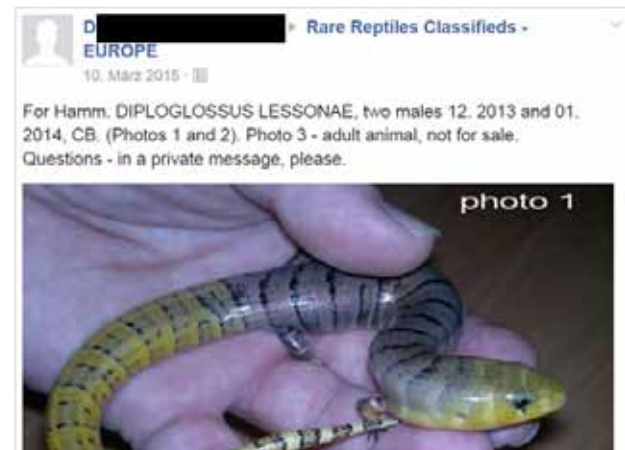 D Rare Reptiles Classifieds -
EUROPE
10. März 2015
For Hamm. DIPLOGLOSSUS LESSONAE, two males 12. 2013 and 01.
2014, CB. (Photos 1 and 2). Photo 3 - adult animal, not for sale.
Questions - in a private message, please.
photo 1